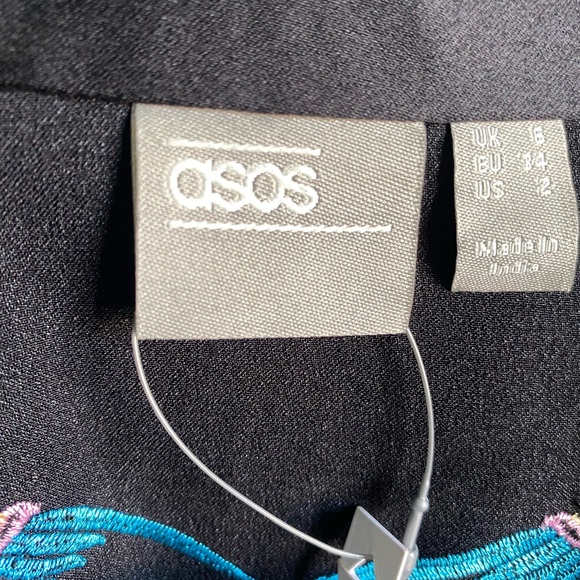 asos
UK 6
EU 34
US 2
Made in
India